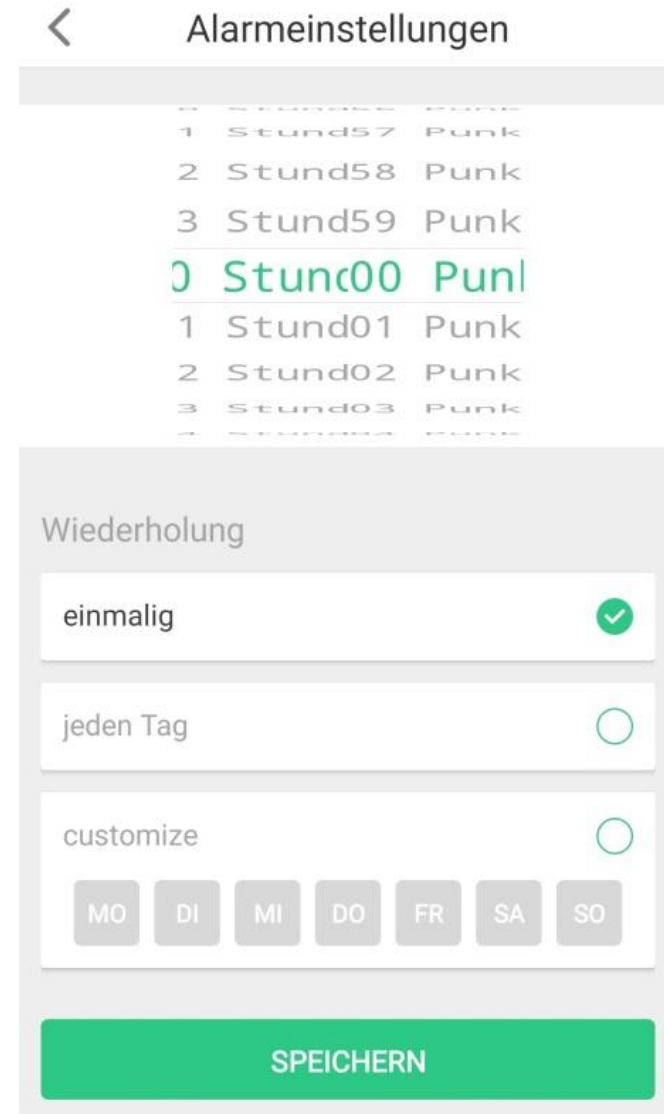 Alarmeinstellungen
1 Stund57 Punk
2 Stund58 Punk
3 Stund59 Punk
0 Stunc00 Punl
1 Stund01 Punk
2 Stund02 Punk
3 Stund03 Punk
Wiederholung
einmalig
jeden Tag
customize
MO DI MI DO FR SA SO
SPEICHERN